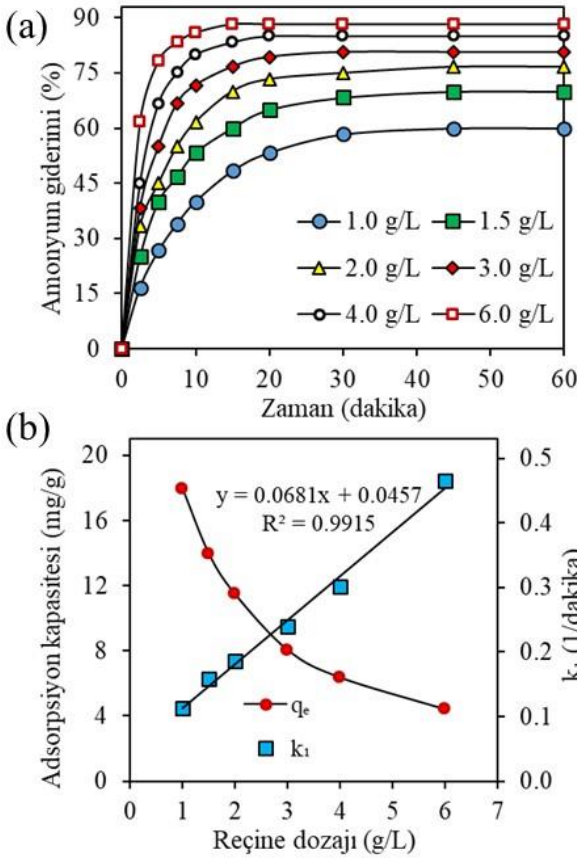 (a)
Amonyum giderimi (%)
90
75
60
45
30
15
0
1.0 g/L
1.5 g/L
2.0 g/L
3.0 g/L
4.0 g/L
6.0 g/L
0 10 20 30 40 50 60
Zaman (dakika)
(b)
Adsorpsiyon kapasitesi (mg/g)
20
16
12
8
4
0
y = 0.0681x + 0.0457
R² = 0.9915
qₑ
k₁
0.5
0.4
0.3
0.2
0.1
0.0
k₁ (1/dakika)
0 1 2 3 4 5 6 7
Reçine dozajı (g/L)